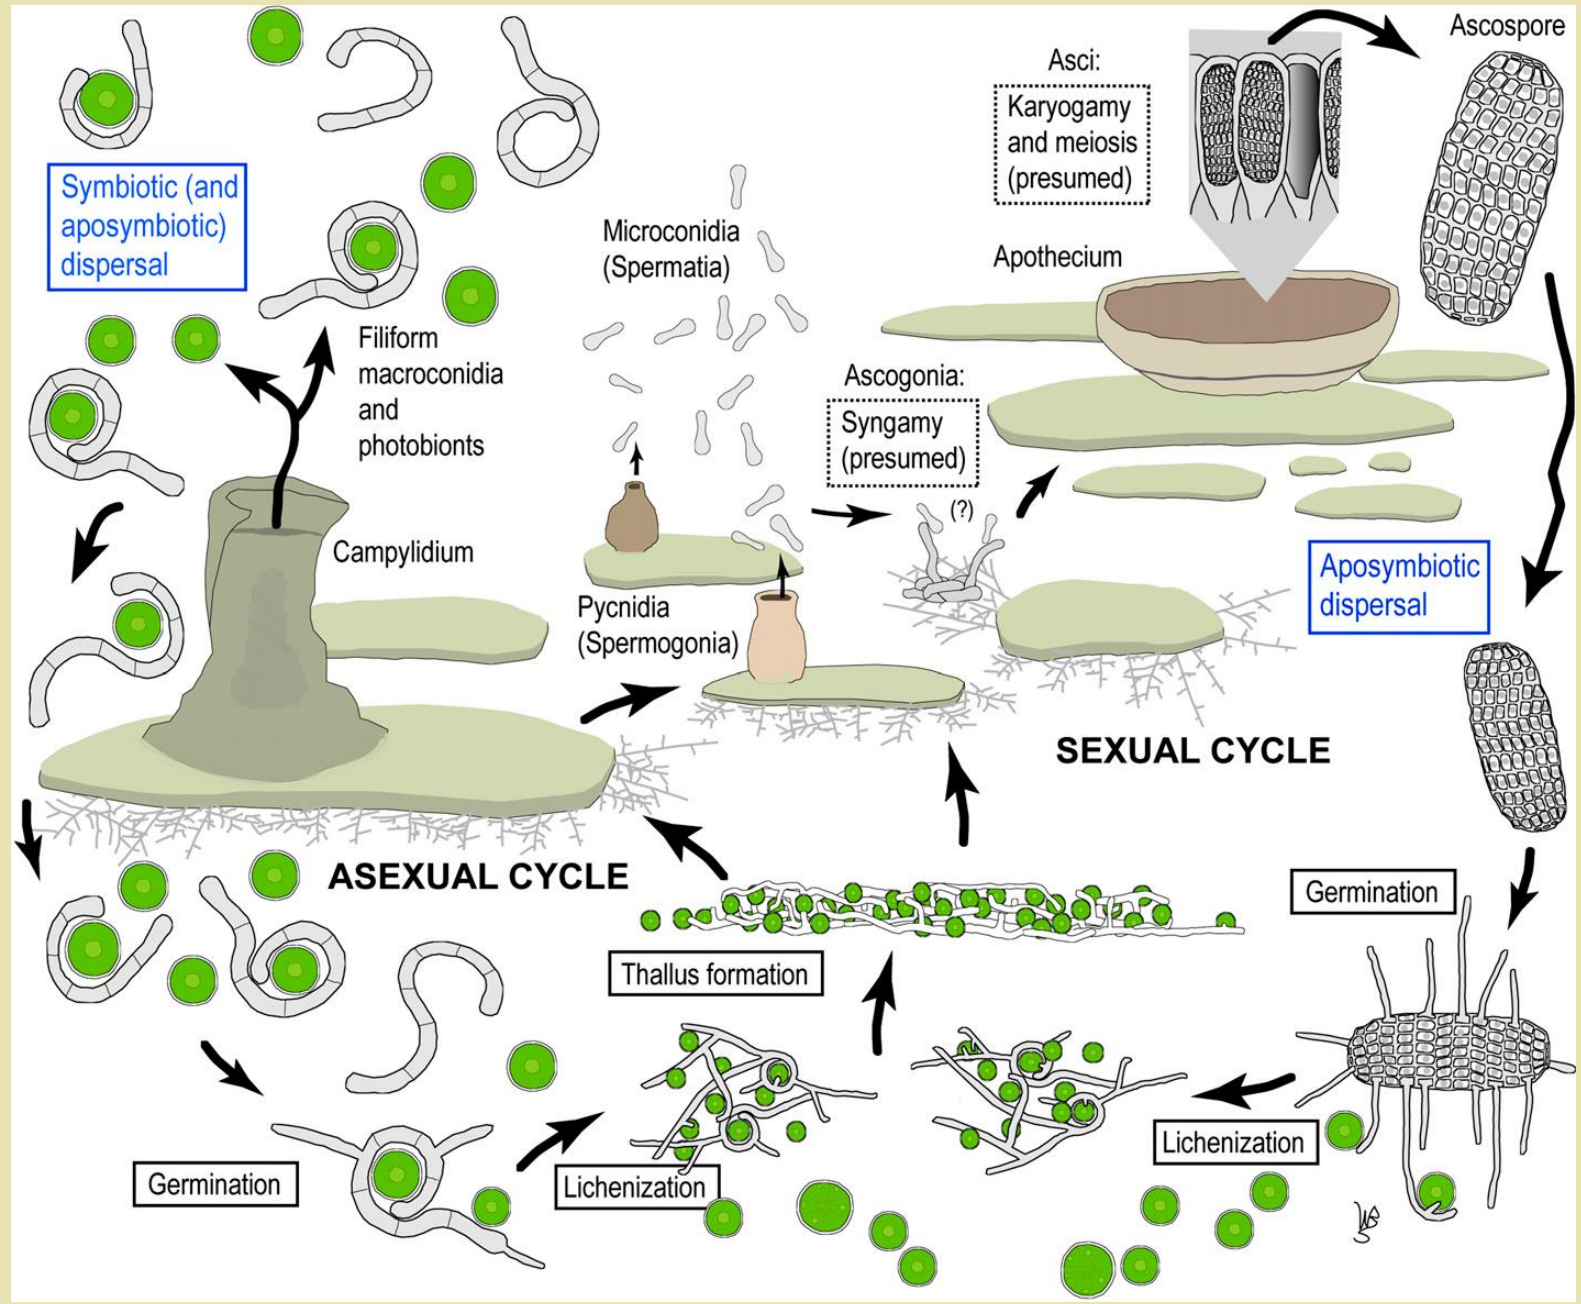 Ascospore
Asci:
Karyogamy
and meiosis
(presumed)
Symbiotic (and
aposymbiotic)
dispersal
Microconidia
(Spermatia)
Apothecium
Filiform
macroconidia
and
photobionts
Ascogonia:
Syngamy
(presumed)
(?)
Campylidium
Aposymbiotic
dispersal
Pycnidia
(Spermogonia)
SEXUAL CYCLE
ASEXUAL CYCLE
Germination
Thallus formation
Lichenization
Germination
Lichenization